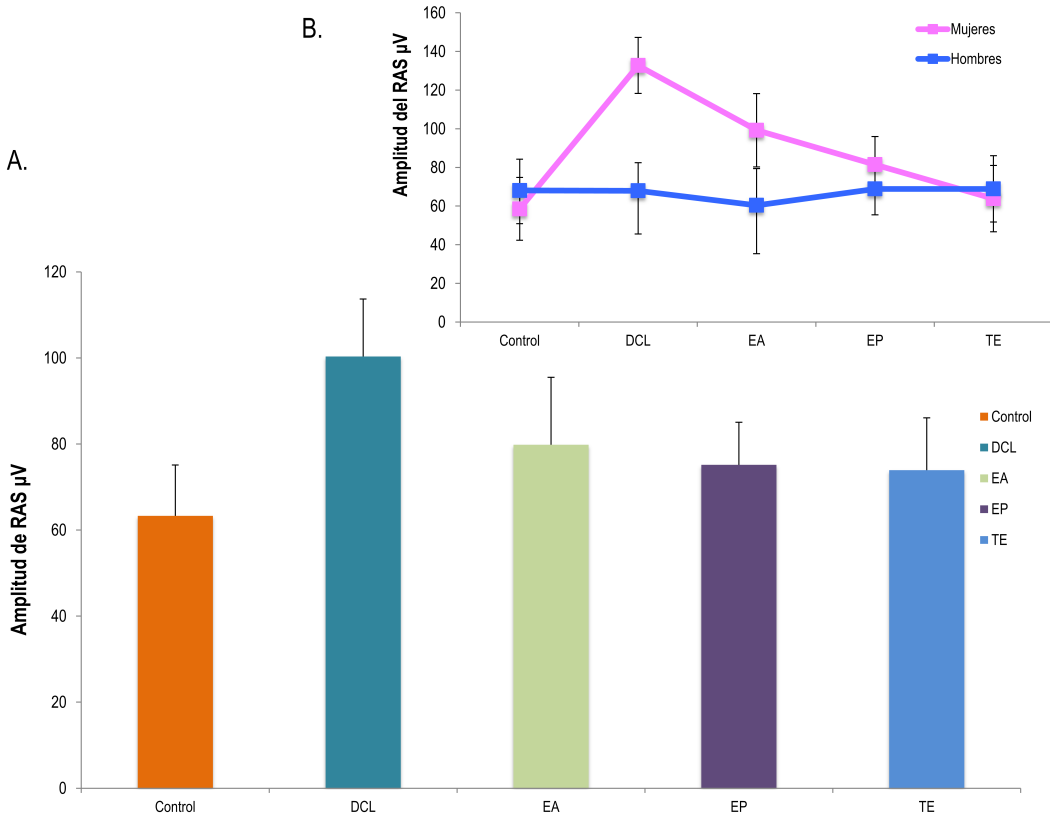 B.
Amplitud del RAS µV
160
140
120
100
80
60
40
20
0
Control DCL EA EP TE
Mujeres
Hombres
A.
Amplitud de RAS µV
120
100
80
60
40
20
0
Control DCL EA EP TE
Control
DCL
EA
EP
TE